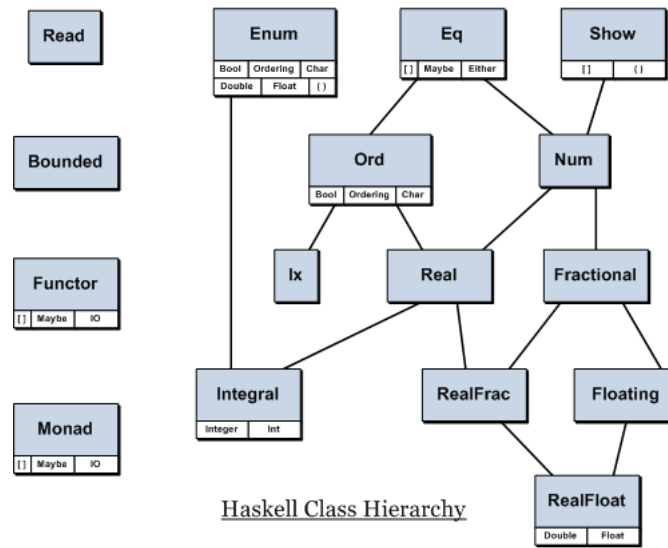 Read
Enum
Bool Ordering Char
Double Float ( )
Eq
[ ] Maybe Either
Show
[ ] ( )
Bounded
Ord
Bool Ordering Char
Num
Functor
[ ] Maybe IO
Ix
Real
Fractional
Integral
Integer Int
RealFrac
Floating
Monad
[ ] Maybe IO
RealFloat
Double Float
Haskell Class Hierarchy